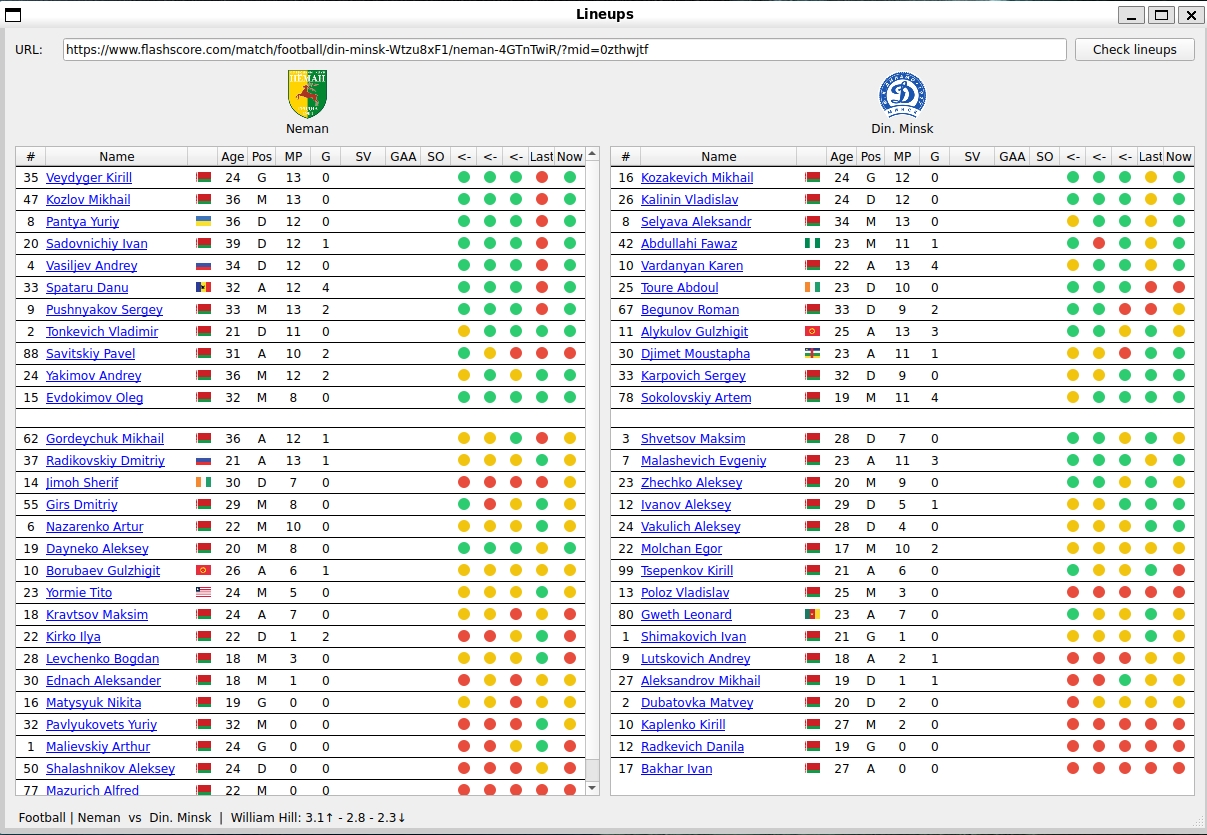 Lineups
URL: https://www.flashscore.com/match/football/din-minsk-Wtzu8xF1/neman-4GTnTwiR/?mid=0zthwjtf Check lineups
НЕМАН
Neman
Din. Minsk
# Name Age Pos MP G SV GAA SO <- <- <- Last Now
35 Veydyger Kirill 24 G 13 0
47 Kozlov Mikhail 36 M 13 0
8 Pantya Yuriy 36 D 12 0
20 Sadovnichiy Ivan 39 D 12 1
4 Vasiljev Andrey 34 D 12 0
33 Spataru Danu 32 A 12 4
9 Pushnyakov Sergey 33 M 13 2
2 Tonkevich Vladimir 21 D 11 0
88 Savitskiy Pavel 31 A 10 2
24 Yakimov Andrey 36 M 12 2
15 Evdokimov Oleg 32 M 8 0
62 Gordeychuk Mikhail 36 A 12 1
37 Radikovskiy Dmitriy 21 A 13 1
14 Jimoh Sherif 30 D 7 0
55 Girs Dmitriy 29 M 8 0
6 Nazarenko Artur 22 M 10 0
19 Dayneko Aleksey 20 M 8 0
10 Borubaev Gulzhigit 26 A 6 1
23 Yormie Tito 24 M 5 0
18 Kravtsov Maksim 24 A 7 0
22 Kirko Ilya 22 D 1 2
28 Levchenko Bogdan 18 M 3 0
30 Ednach Aleksander 18 M 1 0
16 Matysyuk Nikita 19 G 0 0
32 Pavlyukovets Yuriy 32 M 0 0
1 Malievskiy Arthur 24 G 0 0
50 Shalashnikov Aleksey 24 D 0 0
77 Mazurich Alfred 22 M 0 0
# Name Age Pos MP G SV GAA SO <- <- <- Last Now
16 Kozakevich Mikhail 24 G 12 0
26 Kalinin Vladislav 24 D 12 0
8 Selyava Aleksandr 34 M 13 0
42 Abdullahi Fawaz 23 M 11 1
10 Vardanyan Karen 22 A 13 4
25 Toure Abdoul 23 D 10 0
67 Begunov Roman 33 D 9 2
11 Alykulov Gulzhigit 25 A 13 3
30 Djimet Moustapha 23 A 11 1
33 Karpovich Sergey 32 D 9 0
78 Sokolovskiy Artem 19 M 11 4
3 Shvetsov Maksim 28 D 7 0
7 Malashevich Evgeniy 23 A 11 3
23 Zhechko Aleksey 20 M 9 0
12 Ivanov Aleksey 29 D 5 1
24 Vakulich Aleksey 28 D 4 0
22 Molchan Egor 17 M 10 2
99 Tsepenkov Kirill 21 A 6 0
13 Poloz Vladislav 25 M 3 0
80 Gweth Leonard 23 A 7 0
1 Shimakovich Ivan 21 G 1 0
9 Lutskovich Andrey 18 A 2 1
27 Aleksandrov Mikhail 19 D 1 1
2 Dubatovka Matvey 20 D 2 0
10 Kaplenko Kirill 27 M 2 0
12 Radkevich Danila 19 G 0 0
17 Bakhar Ivan 27 A 0 0
Football | Neman vs Din. Minsk | William Hill: 3.1↑ - 2.8 - 2.3↓